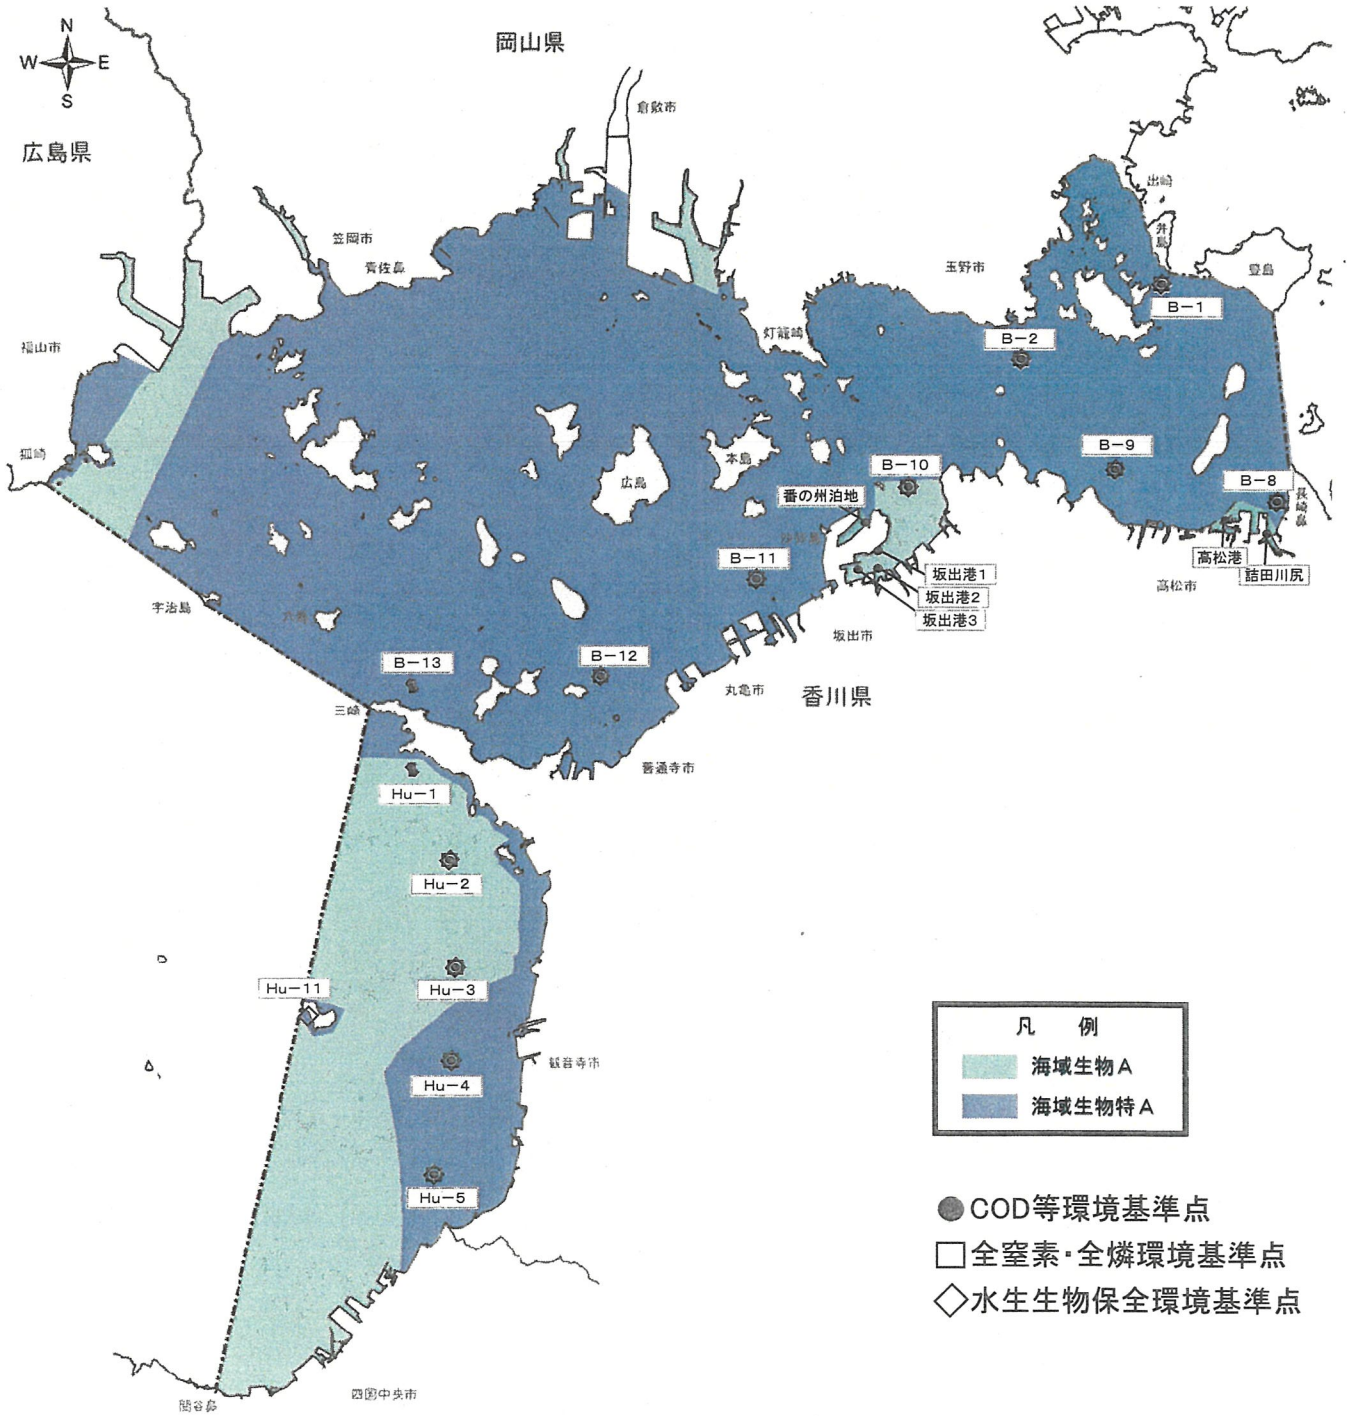 N
W E
S
岡山県
倉敷市
広島県
出崎
井島
笠岡市
青佐鼻
玉野市
豊島
B-1
福山市
灯籠崎
B-2
狐崎
本島
B-9
B-10
広島
B-8
長崎鼻
番の州泊地
高松港
詰田川尻
B-11
坂出港1
坂出港2
坂出港3
高松市
宇治島
六島
坂出市
B-13
B-12
丸亀市
香川県
三崎
善通寺市
Hu-1
Hu-2
Hu-11
Hu-3
凡 例
海域生物A
海域生物特A
観音寺市
Hu-4
Hu-5
COD等環境基準点
全窒素・全燐環境基準点
水生生物保全環境基準点
四国中央市
関谷鼻